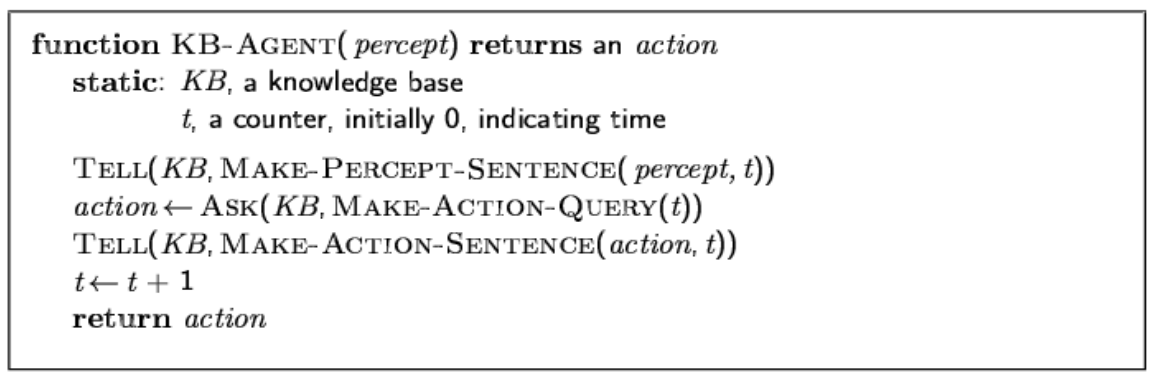 function KB-AGENT( percept) returns an action
static: KB, a knowledge base
t, a counter, initially 0, indicating time
TELL(KB, MAKE-PERCEPT-SENTENCE( percept, t))
action ← ASK(KB, MAKE-ACTION-QUERY(t))
TELL(KB, MAKE-ACTION-SENTENCE(action, t))
t ← t + 1
return action